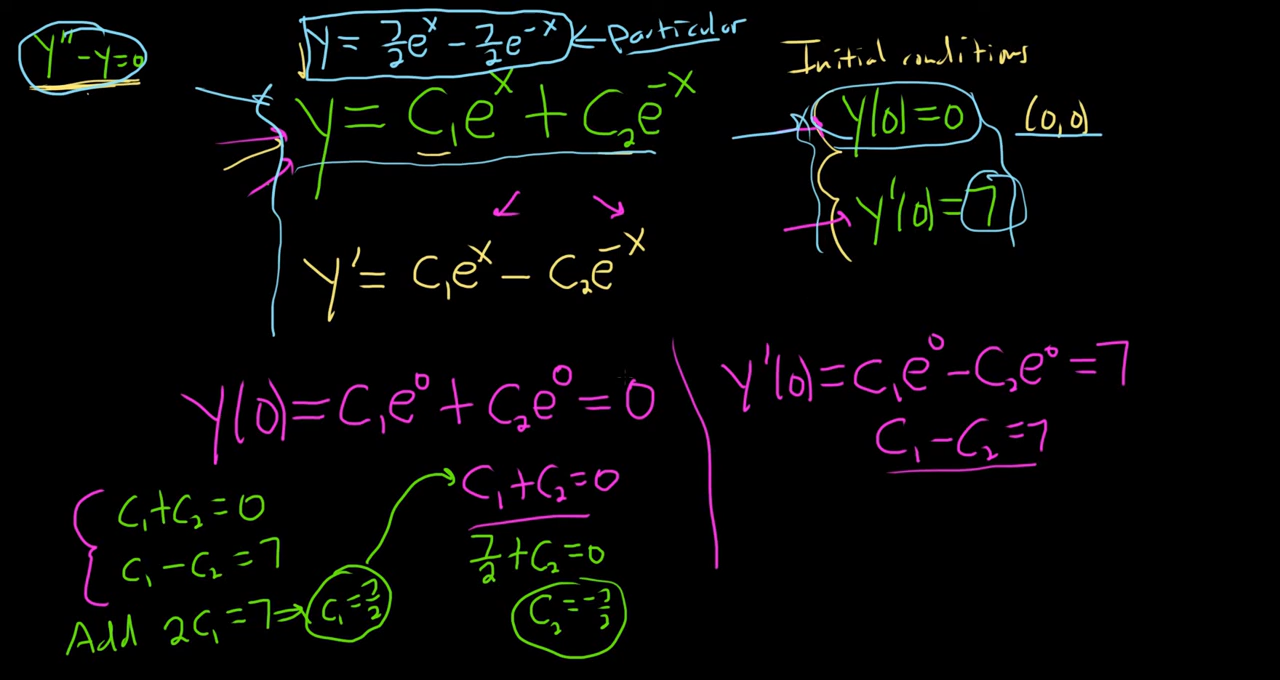 y'' - y = 0
y = 7/2 e^x - 7/2 e^-x ← Particular
Initial conditions
y = C₁e^x + C₂e^-x
y(0) = 0 (0,0)
y'(0) = 7
y' = C₁e^x - C₂e^-x
y(0) = C₁e^0 + C₂e^0 = 0
y'(0) = C₁e^0 - C₂e^0 = 7
C₁ - C₂ = 7
C₁ + C₂ = 0
7/2 + C₂ = 0
C₂ = -7/2
C₁ + C₂ = 0
C₁ - C₂ = 7
Add 2C₁ = 7 ⇒ C₁ = 7/2